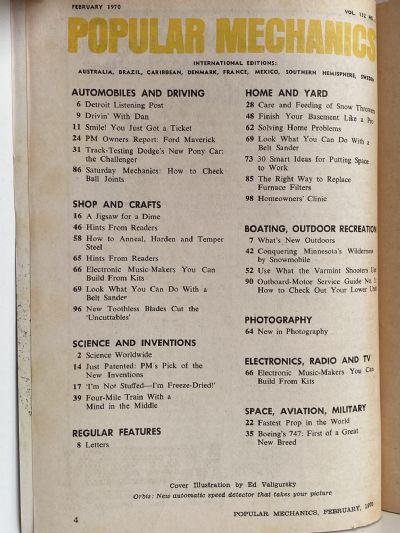 FEBRUARY 1970
VOL. 132 NO.
POPULAR MECHANICS
INTERNATIONAL EDITIONS:
AUSTRALIA, BRAZIL, CARIBBEAN, DENMARK, FRANCE, MEXICO, SOUTHERN HEMISPHERE, SWEDEN
AUTOMOBILES AND DRIVING
6 Detroit Listening Post
9 Drivin' With Dan
11 Smile! You Just Got a Ticket
24 PM Owners Report: Ford Maverick
31 Track-Testing Dodge's New Pony Car:
the Challenger
86 Saturday Mechanics: How to Check
Ball Joints
SHOP AND CRAFTS
16 A Jigsaw for a Dime
46 Hints From Readers
58 How to Anneal, Harden and Temper
Steel
65 Hints From Readers
66 Electronic Music-Makers You Can
Build From Kits
69 Look What You Can Do With a
Belt Sander
96 New Toothless Blades Cut the
'Uncuttables'
SCIENCE AND INVENTIONS
2 Science Worldwide
14 Just Patented: PM's Pick of the
New Inventions
17 'I'm Not Stuffed—I'm Freeze-Dried!'
39 Four-Mile Train With a
Mind in the Middle
REGULAR FEATURES
8 Letters
HOME AND YARD
28 Care and Feeding of Snow Throwers
48 Finish Your Basement Like a Pro
62 Solving Home Problems
69 Look What You Can Do With a
Belt Sander
73 30 Smart Ideas for Putting Space
to Work
85 The Right Way to Replace
Furnace Filters
98 Homeowners' Clinic
BOATING, OUTDOOR RECREATION
7 What's New Outdoors
42 Conquering Minnesota's Wilderness
by Snowmobile
52 Use What the Varmint Shooters Use
90 Outboard-Motor Service Guide No.
How to Check Out Your Lower Unit
PHOTOGRAPHY
64 New in Photography
ELECTRONICS, RADIO AND TV
66 Electronic Music-Makers You Can
Build From Kits
SPACE, AVIATION, MILITARY
22 Fastest Prop in the World
35 Boeing's 747: First of a Great
New Breed
Cover Illustration by Ed Valigursky
Orbis: New automatic speed detector that takes your picture
4
POPULAR MECHANICS, FEBRUARY, 1970